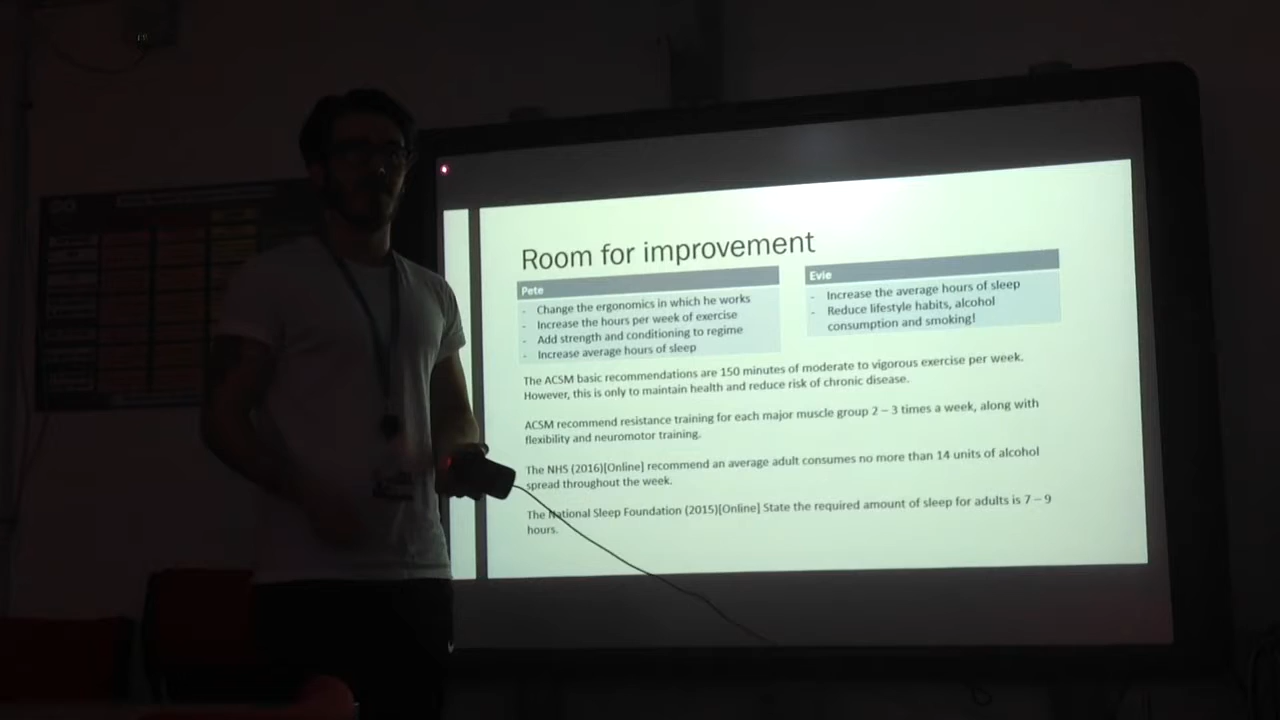 Room for improvement
Pete
- Change the ergonomics in which he works
- Increase the hours per week of exercise
- Add strength and conditioning to regime
- Increase average hours of sleep
Evie
- Increase the average hours of sleep
- Reduce lifestyle habits, alcohol
consumption and smoking!
The ACSM basic recommendations are 150 minutes of moderate to vigorous exercise per week.
However, this is only to maintain health and reduce risk of chronic disease.
ACSM recommend resistance training for each major muscle group 2 – 3 times a week, along with
flexibility and neuromotor training.
The NHS (2016)[Online] recommend an average adult consumes no more than 14 units of alcohol
spread throughout the week.
The National Sleep Foundation (2015)[Online] State the required amount of sleep for adults is 7 – 9
hours.